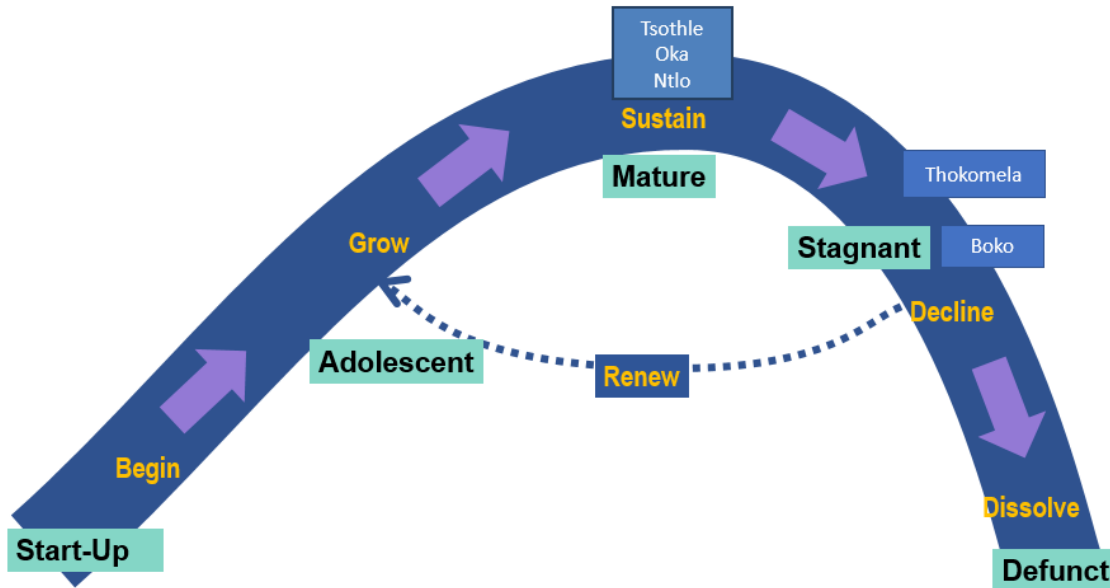 Tsothle
Oka
Ntlo
Sustain
Mature
Thokomela
Grow
Stagnant
Boko
Decline
Adolescent
Renew
Begin
Dissolve
Start-Up
Defunct